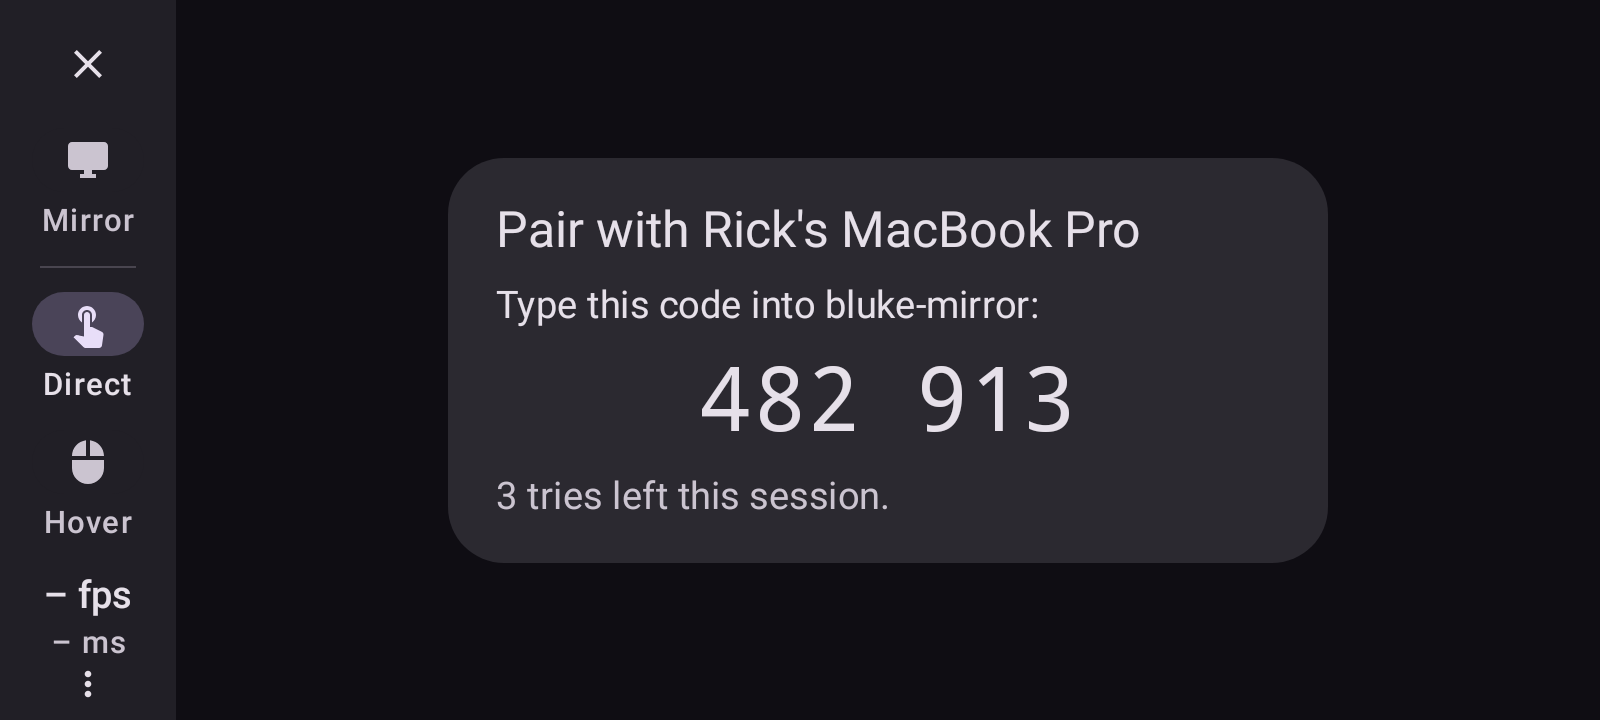 Mirror
Direct
Hover
– fps
– ms
Pair with Rick's MacBook Pro
Type this code into bluke-mirror:
482 913
3 tries left this session.